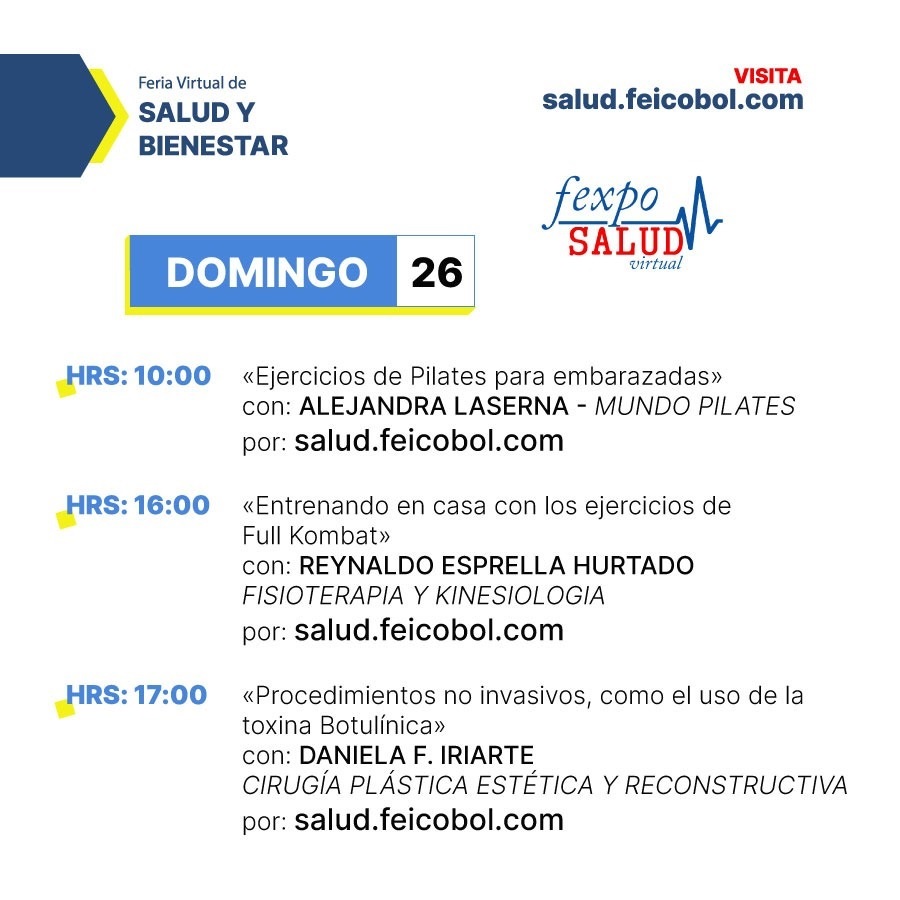 Feria Virtual de
SALUD Y
BIENESTAR
VISITA
salud.feicobol.com
fexpo
SALUD
virtual
DOMINGO 26
HRS: 10:00 «Ejercicios de Pilates para embarazadas»
con: ALEJANDRA LASERNA - MUNDO PILATES
por: salud.feicobol.com
HRS: 16:00 «Entrenando en casa con los ejercicios de
Full Kombat»
con: REYNALDO ESPRELLA HURTADO
FISIOTERAPIA Y KINESIOLOGIA
por: salud.feicobol.com
HRS: 17:00 «Procedimientos no invasivos, como el uso de la
toxina Botulínica»
con: DANIELA F. IRIARTE
CIRUGÍA PLÁSTICA ESTÉTICA Y RECONSTRUCTIVA
por: salud.feicobol.com